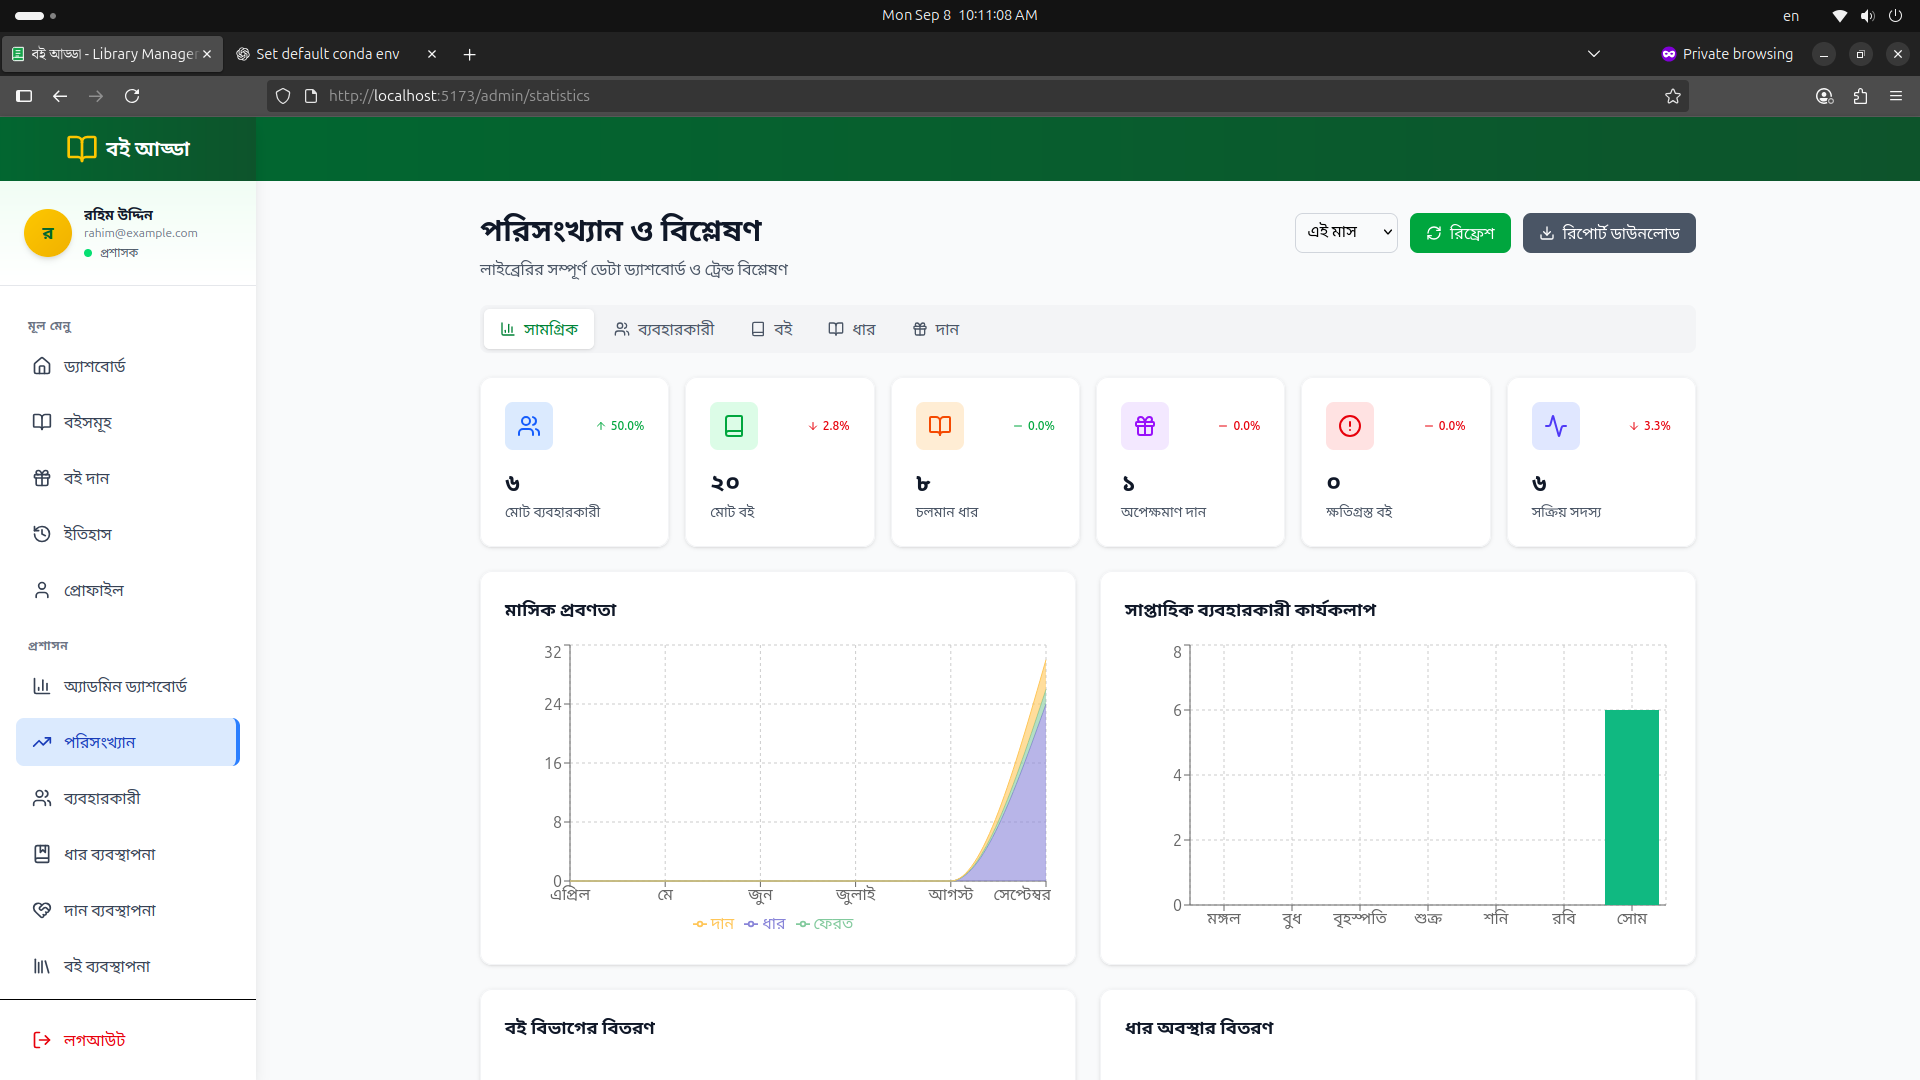 Mon Sep 8 10:11:08 AM
en
বই আড্ডা - Library Manager
Set default conda env
Private browsing
http://localhost:5173/admin/statistics
বই আড্ডা
র
রহিম উদ্দিন
rahim@example.com
প্রশাসক
মূল মেনু
ড্যাশবোর্ড
বইসমূহ
বই দান
ইতিহাস
প্রোফাইল
প্রশাসন
অ্যাডমিন ড্যাশবোর্ড
পরিসংখ্যান
ব্যবহারকারী
ধার ব্যবস্থাপনা
দান ব্যবস্থাপনা
বই ব্যবস্থাপনা
লগআউট
পরিসংখ্যান ও বিশ্লেষণ
লাইব্রেরির সম্পূর্ণ ডেটা ড্যাশবোর্ড ও ট্রেন্ড বিশ্লেষণ
এই মাস
রিফ্রেশ
রিপোর্ট ডাউনলোড
সামগ্রিক ব্যবহারকারী বই ধার দান
50.0%
৬
মোট ব্যবহারকারী
2.8%
২০
মোট বই
0.0%
৮
চলমান ধার
0.0%
১
অপেক্ষমাণ দান
0.0%
০
ক্ষতিগ্রস্ত বই
3.3%
৬
সক্রিয় সদস্য
মাসিক প্রবণতা
32
24
16
8
0
এপ্রিল মে জুন জুলাই আগস্ট সেপ্টেম্বর
দান ধার ফেরত
সাপ্তাহিক ব্যবহারকারী কার্যকলাপ
8
6
4
2
0
মঙ্গল বুধ বৃহস্পতি শুক্র শনি রবি সোম
বই বিভাগের বিতরণ
ধার অবস্থার বিতরণ